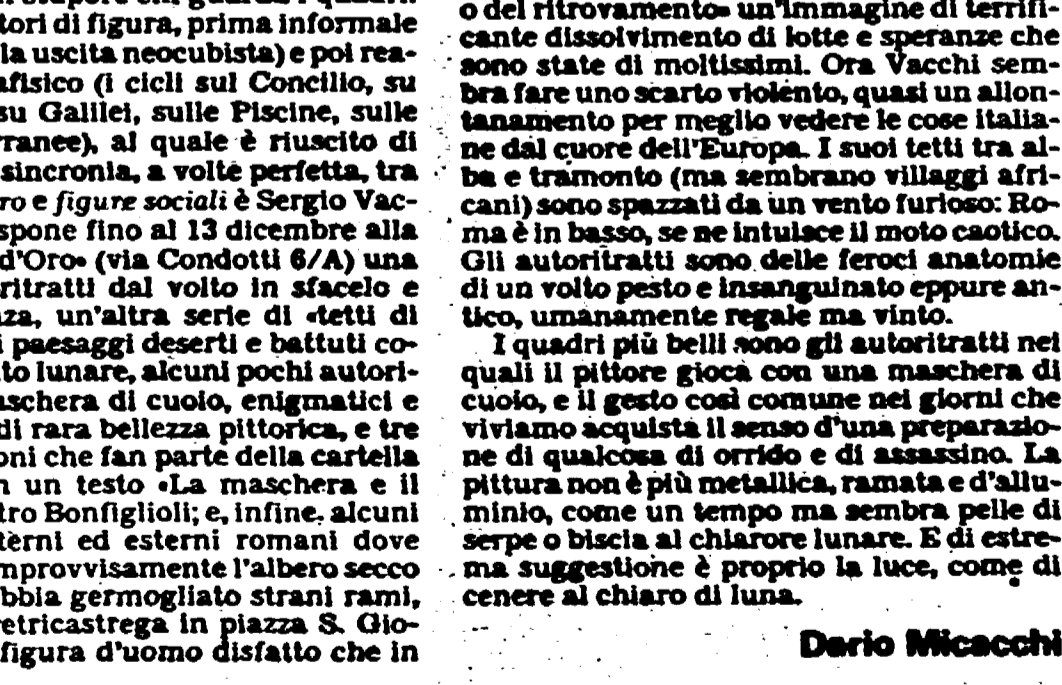 tori di figura, prima informale
la uscita neocubista) e poi rea-
afisico (i cicli sul Concilio, su
su Galilei, sulle Piscine, sulle
rranee), al quale è riuscito di
sincronia, a volte perfetta, tra
ro e figure sociali è Sergio Vac-
spone fino al 13 dicembre alla
d'Oro» (via Condotti 6/A) una
ritratti dal volto in sfacelo e
za, un'altra serie di «tetti di
i paesaggi deserti e battuti co-
to lunare, alcuni pochi autori-
aschera di cuoio, enigmatici e
di rara bellezza pittorica, e tre
oni che fan parte della cartella
n un testo «La maschera e il
tro Bonfiglioli; e, infine, alcuni
terni ed esterni romani dove
mprovvisamente l'albero secco
bbia germogliato strani rami,
etricastrega in piazza S. Gio-
figura d'uomo disfatto che in
o del ritrovamento» un'immagine di terrifi-
cante dissolvimento di lotte e speranze che
sono state di moltissimi. Ora Vacchi sem-
bra fare uno scarto violento, quasi un allon-
tanamento per meglio vedere le cose italia-
ne dal cuore dell'Europa. I suoi tetti tra al-
ba e tramonto (ma sembrano villaggi afri-
cani) sono spazzati da un vento furioso: Ro-
ma è in basso, se ne intuisce il moto caotico.
Gli autoritratti sono delle feroci anatomie
di un volto pesto e insanguinato eppure an-
tico, umanamente regale ma vinto.
I quadri più belli sono gli autoritratti nei
quali il pittore gioca con una maschera di
cuoio, e il gesto così comune nei giorni che
viviamo acquista il senso d'una preparazio-
ne di qualcosa di orrido e di assassino. La
pittura non è più metallica, ramata e d'allu-
minio, come un tempo ma sembra pelle di
serpe o biscia al chiarore lunare. E di estre-
ma suggestione è proprio la luce, come di
cenere al chiaro di luna.
Dario Micacchi